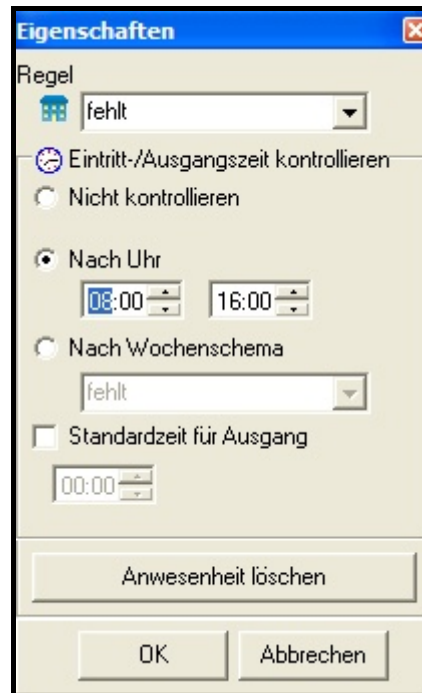 Eigenschaften
Regel
fehlt
Eintritt-/Ausgangszeit kontrollieren
Nicht kontrollieren
Nach Uhr
08:00 16:00
Nach Wochenschema
fehlt
Standardzeit für Ausgang
00:00
Anwesenheit löschen
OK Abbrechen